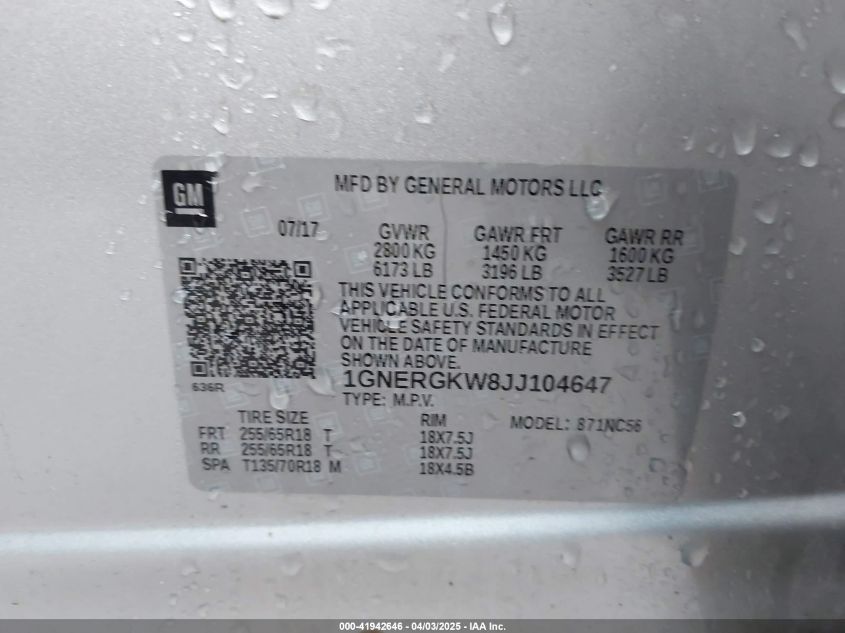 GM
MFD BY GENERAL MOTORS LLC
07/17
GVWR GAWR FRT GAWR RR
2800 KG 1450 KG 1600 KG
6173 LB 3196 LB 3527 LB
THIS VEHICLE CONFORMS TO ALL
APPLICABLE U.S. FEDERAL MOTOR
VEHICLE SAFETY STANDARDS IN EFFECT
ON THE DATE OF MANUFACTURE
SHOWN ABOVE.
636R
1GNERGKW8JJ104647
TYPE: M.P.V.
TIRE SIZE RIM MODEL: 871NC56
FRT 255/65R18 T 18X7.5J
RR 255/65R18 T 18X7.5J
SPA T135/70R18 M 18X4.5B
000-41942646 - 04/03/2025 - IAA Inc.